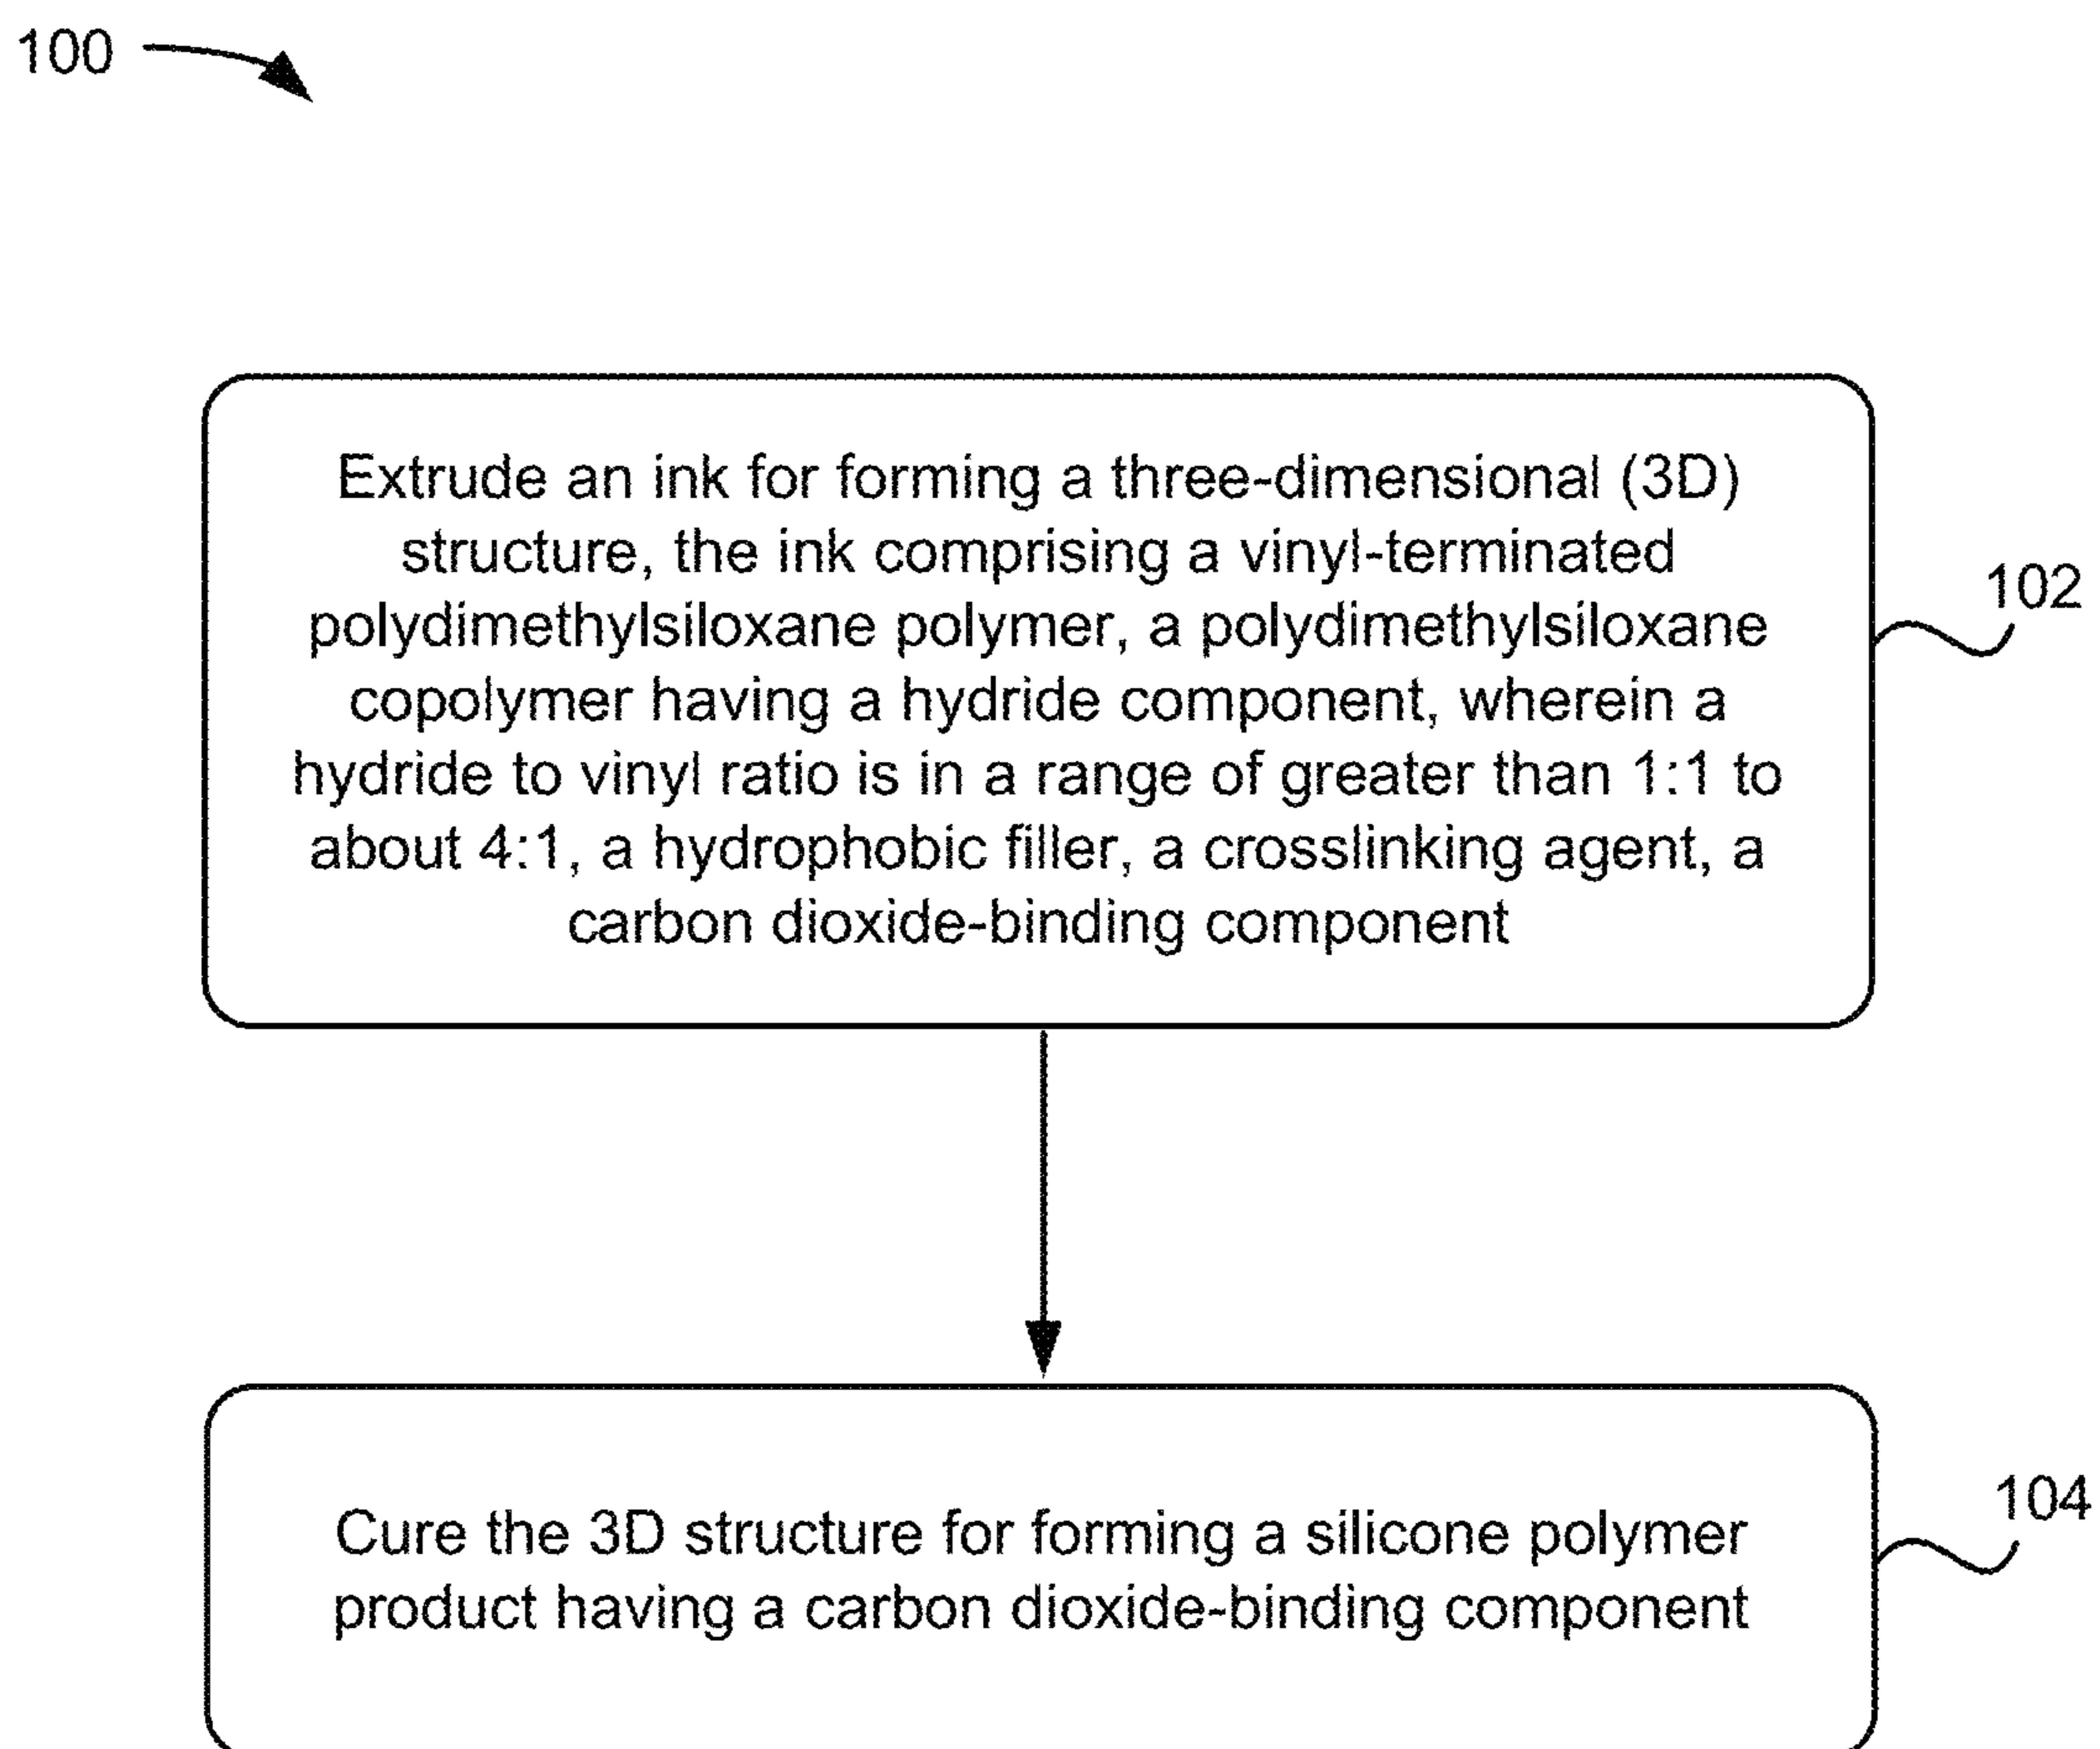 100
Extrude an ink for forming a three-dimensional (3D)
structure, the ink comprising a vinyl-terminated
polydimethylsiloxane polymer, a polydimethylsiloxane
copolymer having a hydride component, wherein a
hydride to vinyl ratio is in a range of greater than 1:1 to
about 4:1, a hydrophobic filler, a crosslinking agent, a
carbon dioxide-binding component
102
Cure the 3D structure for forming a silicone polymer
product having a carbon dioxide-binding component
104